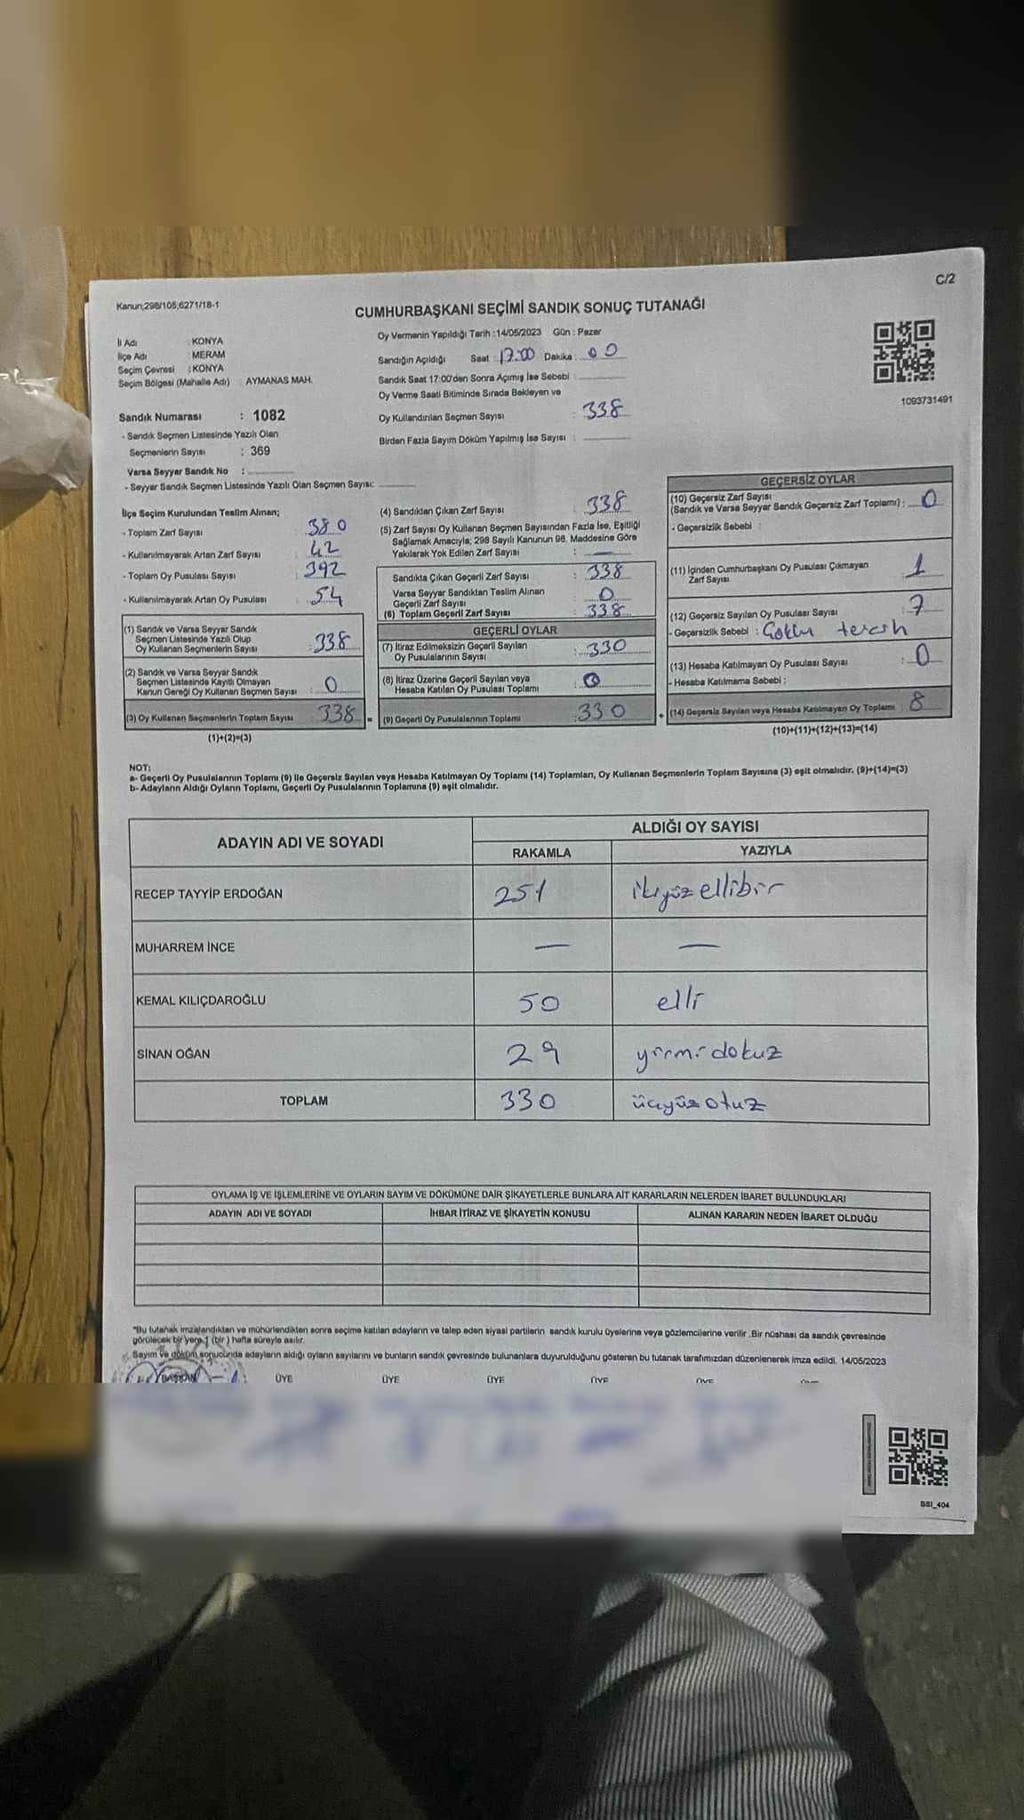 C/2
Kanun;298/105;6271/18-1
CUMHURBAŞKANI SEÇİMİ SANDIK SONUÇ TUTANAĞI
İl Adı : KONYA
İlçe Adı : MERAM
Seçim Çevresi : KONYA
Seçim Bölgesi (Mahalle Adı) : AYMANAS MAH.
Sandık Numarası : 1082
- Sandık Seçmen Listesinde Yazılı Olan
Seçmenlerin Sayısı : 369
Varsa Seyyar Sandık No :
- Seyyar Sandık Seçmen Listesinde Yazılı Olan Seçmen Sayısı:
Oy Vermenin Yapıldığı Tarih :14/05/2023 Gün : Pazar
Sandığın Açıldığı Saat : 17:00 Dakika : 00
Sandık Saat 17:00'den Sonra Açımış İse Sebebi :
Oy Verme Saati Bitiminde Sırada Bekleyen ve
Oy Kullandırılan Seçmen Sayısı : 338
Birden Fazla Sayım Döküm Yapılmış İse Sayısı :
1093731491
İlçe Seçim Kurulundan Teslim Alınan;
- Toplam Zarf Sayısı : 380
- Kullanılmayarak Artan Zarf Sayısı : 42
- Toplam Oy Pusulası Sayısı : 392
- Kullanılmayarak Artan Oy Pusulası : 54
(1) Sandık ve Varsa Seyyar Sandık
Seçmen Listesinde Yazılı Olup
Oy Kullanan Seçmenlerin Sayısı : 338
(2) Sandık ve Varsa Seyyar Sandık
Seçmen Listesinde Kayıtlı Olmayan
Kanun Gereği Oy Kullanan Seçmen Sayısı : 0
(3) Oy Kullanan Seçmenlerin Toplam Sayısı : 338 =
(1)+(2)=(3)
(4) Sandıktan Çıkan Zarf Sayısı : 338
(5) Zarf Sayısı Oy Kullanan Seçmen Sayısından Fazla İse, Eşitliği
Sağlamak Amacıyla; 298 Sayılı Kanunun 98. Maddesine Göre
Yakılarak Yok Edilen Zarf Sayısı : —
Sandıkta Çıkan Geçerli Zarf Sayısı : 338
Varsa Seyyar Sandıktan Teslim Alınan
Geçerli Zarf Sayısı : 0
(6) Toplam Geçerli Zarf Sayısı : 338
GEÇERLİ OYLAR
(7) İtiraz Edilmeksizin Geçerli Sayılan
Oy Pusulalarının Sayısı : 330
(8) İtiraz Üzerine Geçerli Sayılan veya
Hesaba Katılan Oy Pusulası Toplamı : 0
(9) Geçerli Oy Pusulalarının Toplamı : 330 +
GEÇERSİZ OYLAR
(10) Geçersiz Zarf Sayısı
(Sandık ve Varsa Seyyar Sandık Geçersiz Zarf Toplamı) : 0
- Geçersizlik Sebebi :
(11) İçinden Cumhurbaşkanı Oy Pusulası Çıkmayan
Zarf Sayısı : 1
(12) Geçersiz Sayılan Oy Pusulası Sayısı : 7
- Geçersizlik Sebebi :
(13) Hesaba Katılmayan Oy Pusulası Sayısı : 0
- Hesaba Katılmama Sebebi :
(14) Geçersiz Sayılan veya Hesaba Katılmayan Oy Toplamı : 8
(10)+(11)+(12)+(13)=(14)
NOT:
a- Geçerli Oy Pusulalarının Toplamı (9) ile Geçersiz Sayılan veya Hesaba Katılmayan Oy Toplamı (14) Toplamları, Oy Kullanan Seçmenlerin Toplam Sayısına (3) eşit olmalıdır. (9)+(14)=(3)
b- Adayların Aldığı Oyların Toplamı, Geçerli Oy Pusulalarının Toplamına (9) eşit olmalıdır.
ADAYIN ADI VE SOYADI ALDIĞI OY SAYISI
RAKAMLA YAZIYLA
RECEP TAYYİP ERDOĞAN 251 ikiyüzellibir
MUHARREM İNCE — —
KEMAL KILIÇDAROĞLU 50 elli
SİNAN OĞAN 29 yirmidokuz
TOPLAM 330 üçyüzotuz
OYLAMA İŞ VE İŞLEMLERİNE VE OYLARIN SAYIM VE DÖKÜMÜNE DAİR ŞİKAYETLERLE BUNLARA AİT KARARLARIN NELERDEN İBARET BULUNDUKLARI
ADAYIN ADI VE SOYADI İHBAR İTİRAZ VE ŞİKAYETİN KONUSU ALINAN KARARIN NEDEN İBARET OLDUĞU
"Bu tutanak imzalandıktan ve mühürlendikten sonra seçime katılan adayların ve talep eden siyasi partilerin sandık kurulu üyelerine veya gözlemcilerine verilir .Bir nüshası da sandık çevresinde
görülecek bir yere 1 (bir ) hafta süreyle asılır.
Sayım ve döküm sonucunda adayların aldığı oyların sayılarını ve bunların sandık çevresinde bulunanlara duyurulduğunu gösteren bu tutanak tarafımızdan düzenlenerek imza edildi. 14/05/2023
BAŞKAN ÜYE ÜYE ÜYE ÜYE ÜYE
BSI_404